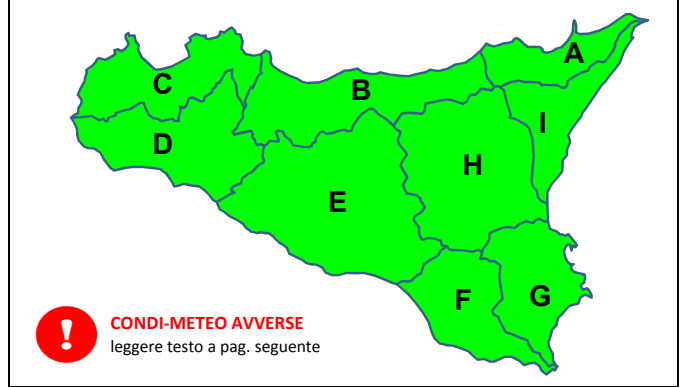 A
C
B
I
D
H
E
F
G
!
CONDI-METEO AVVERSE
leggere testo a pag. seguente